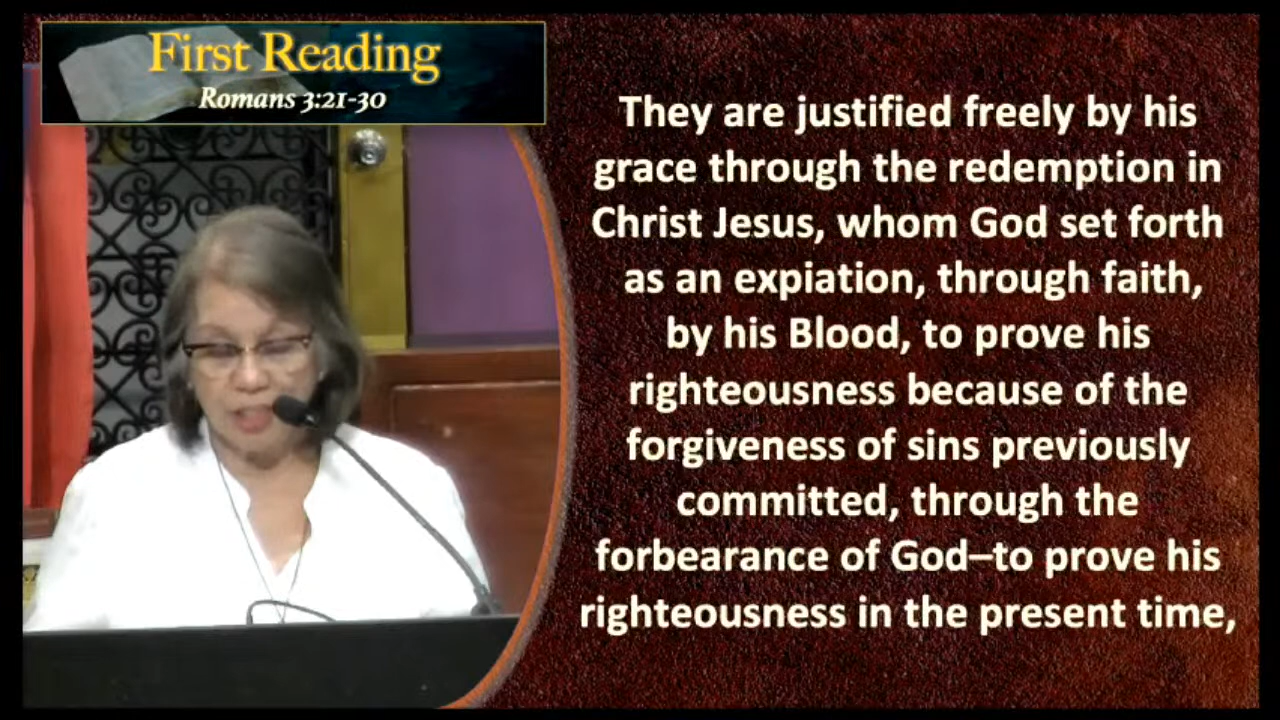 First Reading
Romans 3:21-30
They are justified freely by his
grace through the redemption in
Christ Jesus, whom God set forth
as an expiation, through faith,
by his Blood, to prove his
righteousness because of the
forgiveness of sins previously
committed, through the
forbearance of God–to prove his
righteousness in the present time,